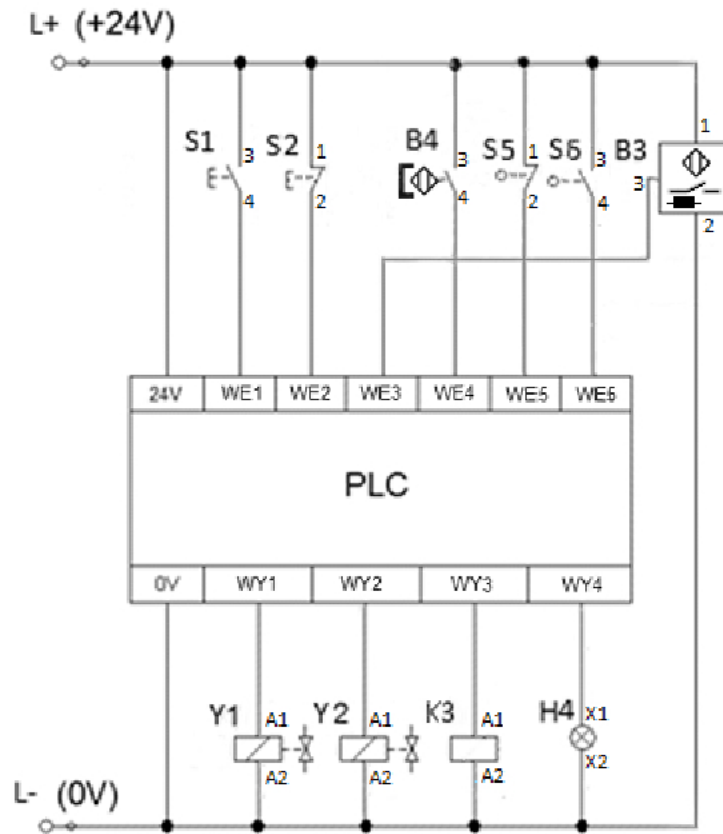 L+ (+24V)
1
S1 3 S2 1 B4 3 S5 1 S6 3 B3 3
4 2 4 2 4 2
24V WE1 WE2 WE3 WE4 WE5 WE6
PLC
0V WY1 WY2 WY3 WY4
Y1 A1 Y2 A1 K3 A1 H4 X1
A2 A2 A2 X2
L- (0V)